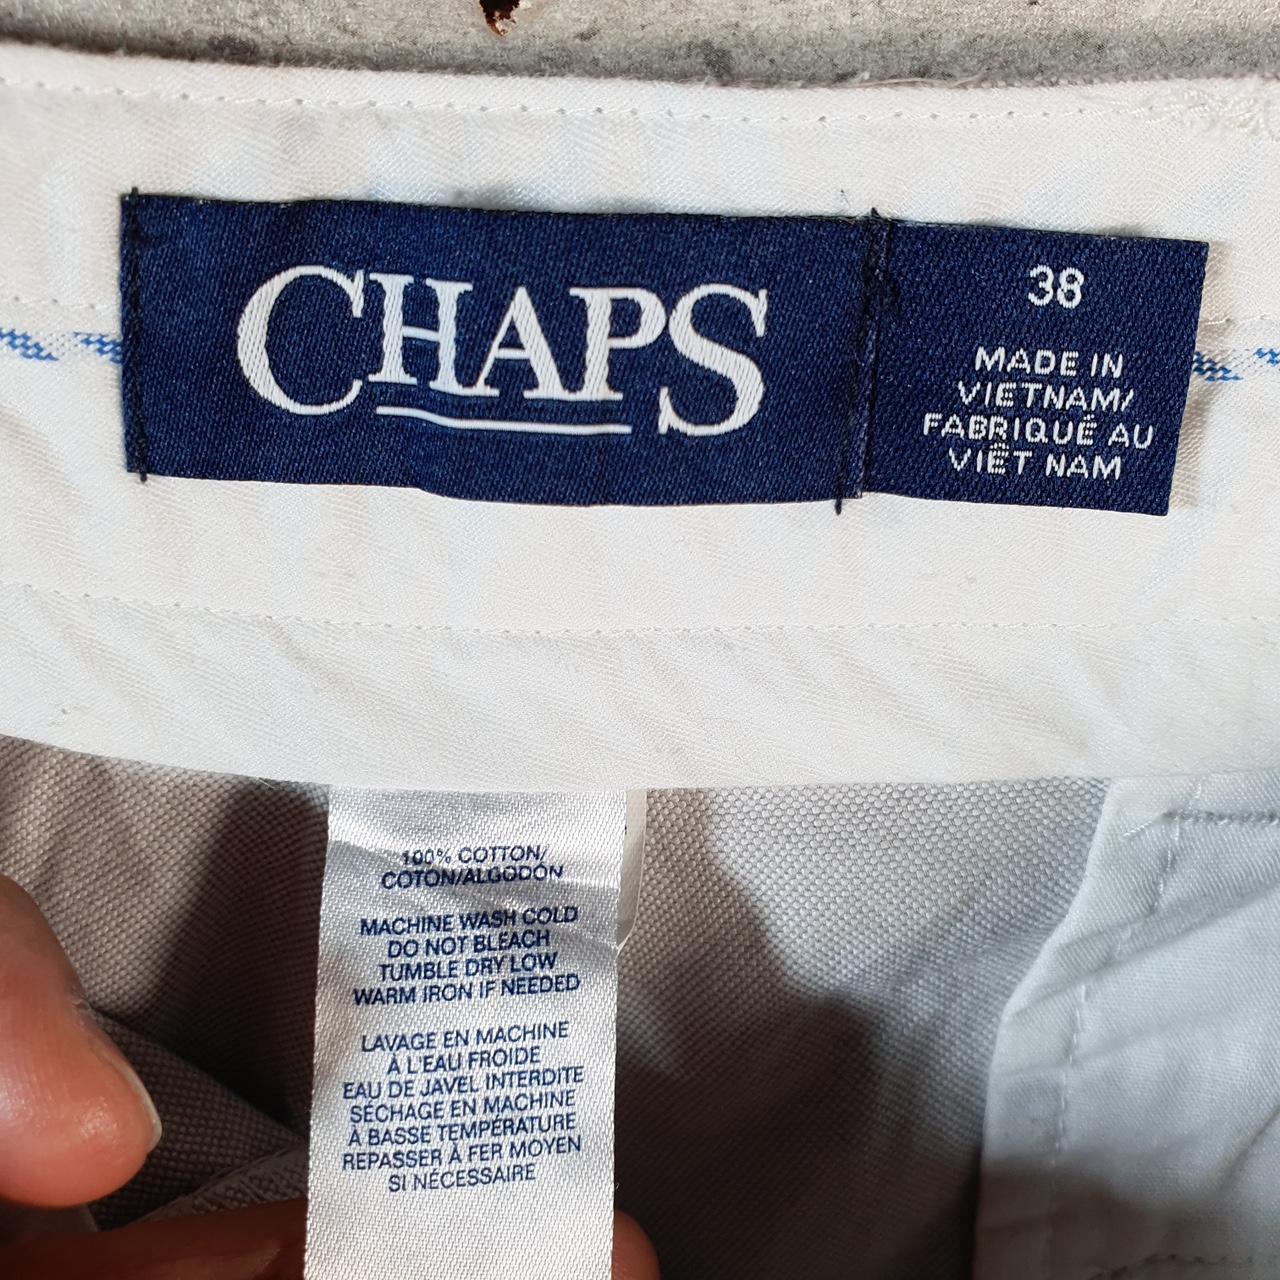 CHAPS
38
MADE IN
VIETNAM/
FABRIQUÉ AU
VIÊT NAM
100% COTTON/
COTON/ALGODÓN
MACHINE WASH COLD
DO NOT BLEACH
TUMBLE DRY LOW
WARM IRON IF NEEDED
LAVAGE EN MACHINE
À L'EAU FROIDE
EAU DE JAVEL INTERDITE
SÉCHAGE EN MACHINE
À BASSE TEMPÉRATURE
REPASSER À FER MOYEN
SI NÉCESSAIRE